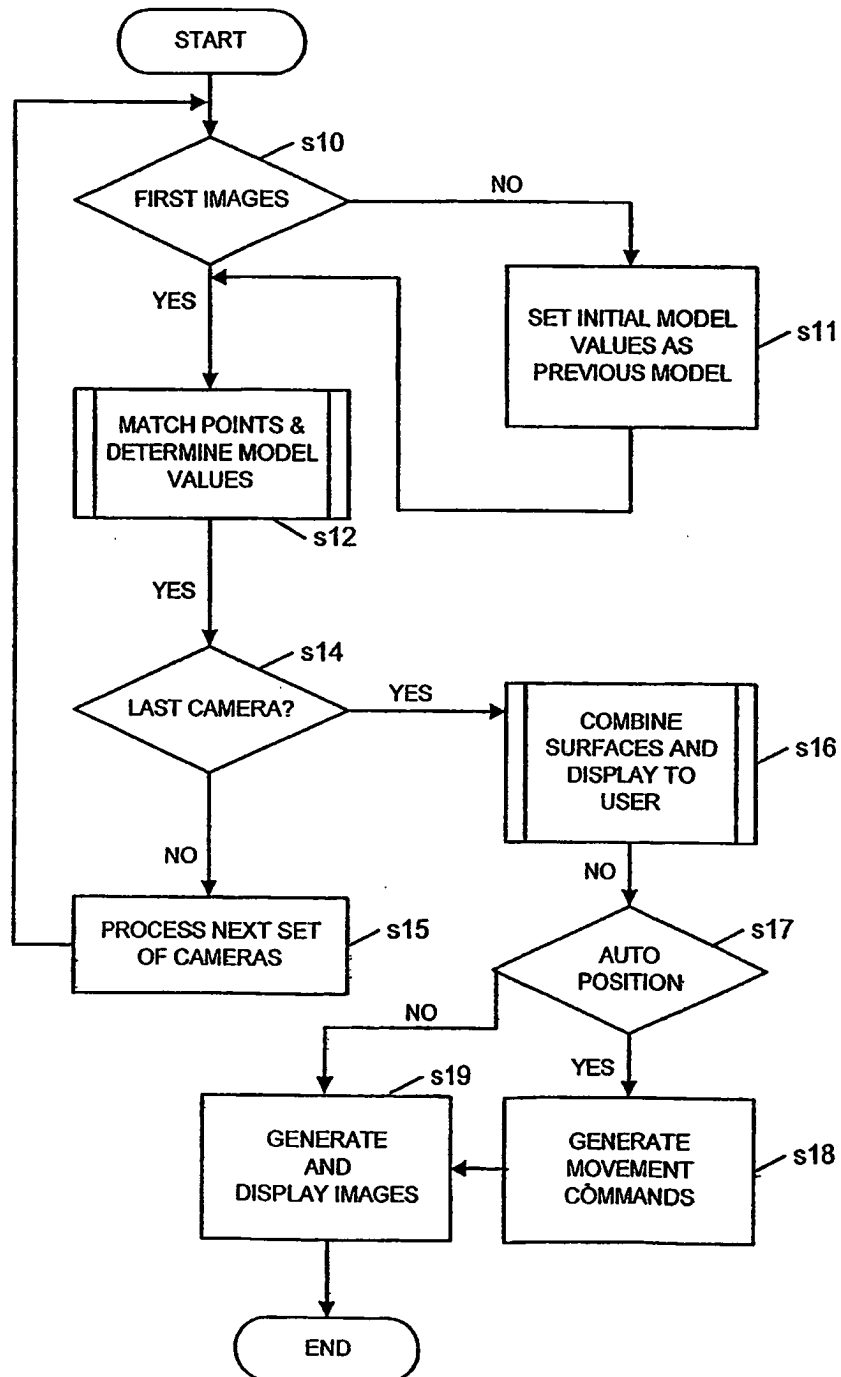 START
s10
FIRST IMAGES
NO
YES
SET INITIAL MODEL
VALUES AS
PREVIOUS MODEL
s11
MATCH POINTS &
DETERMINE MODEL
VALUES
s12
YES
s14
LAST CAMERA?
YES
COMBINE
SURFACES AND
DISPLAY TO
USER
s16
NO
NO
PROCESS NEXT SET
OF CAMERAS
s15
s17
AUTO
POSITION
NO
YES
s19
GENERATE
AND
DISPLAY IMAGES
GENERATE
MOVEMENT
COMMANDS
s18
END